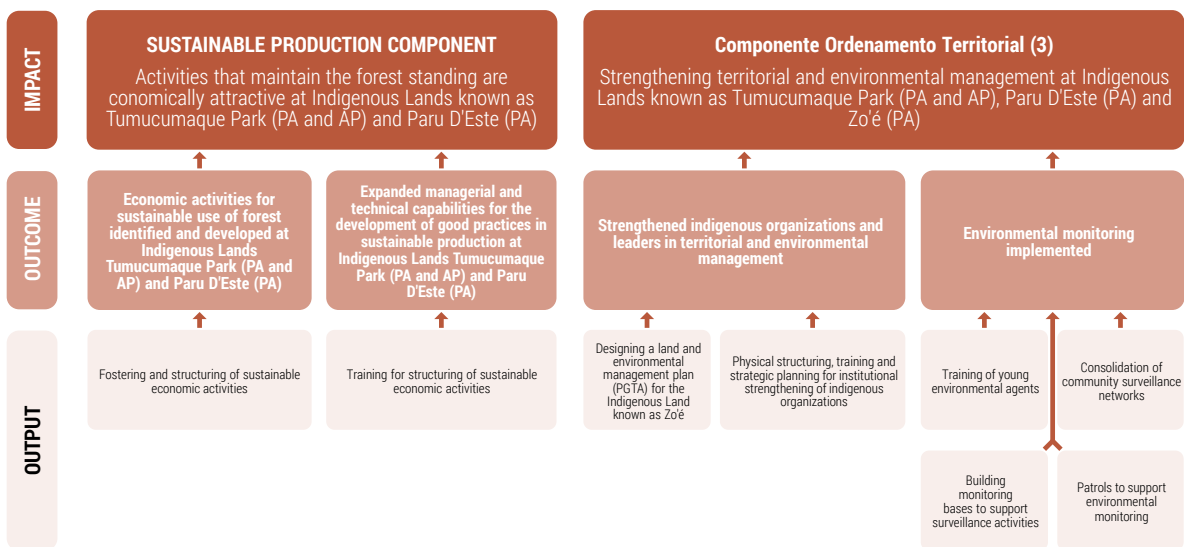 IMPACT
SUSTAINABLE PRODUCTION COMPONENT
Activities that maintain the forest standing are
conomically attractive at Indigenous Lands known as
Tumucumaque Park (PA and AP) and Paru D'Este (PA)
Componente Ordenamento Territorial (3)
Strengthening territorial and environmental management at Indigenous
Lands known as Tumucumaque Park (PA and AP), Paru D'Este (PA) and
Zo'é (PA)
OUTCOME
Economic activities for
sustainable use of forest
identified and developed at
Indigenous Lands
Tumucumaque Park (PA and
AP) and Paru D'Este (PA)
Expanded managerial and
technical capabilities for the
development of good practices in
sustainable production at
Indigenous Lands Tumucumaque
Park (PA and AP) and Paru
D'Este (PA)
Strengthened indigenous organizations and
leaders in territorial and environmental
management
Environmental monitoring
implemented
OUTPUT
Fostering and structuring of sustainable
economic activities
Training for structuring of sustainable
economic activities
Designing a land and
environmental
management plan
(PGTA) for the
Indigenous Land
known as Zo'é
Physical structuring, training and
strategic planning for institutional
strengthening of indigenous
organizations
Training of young
environmental agents
Consolidation of
community surveillance
networks
Building
monitoring
bases to support
surveillance activities
Patrols to support
environmental
monitoring